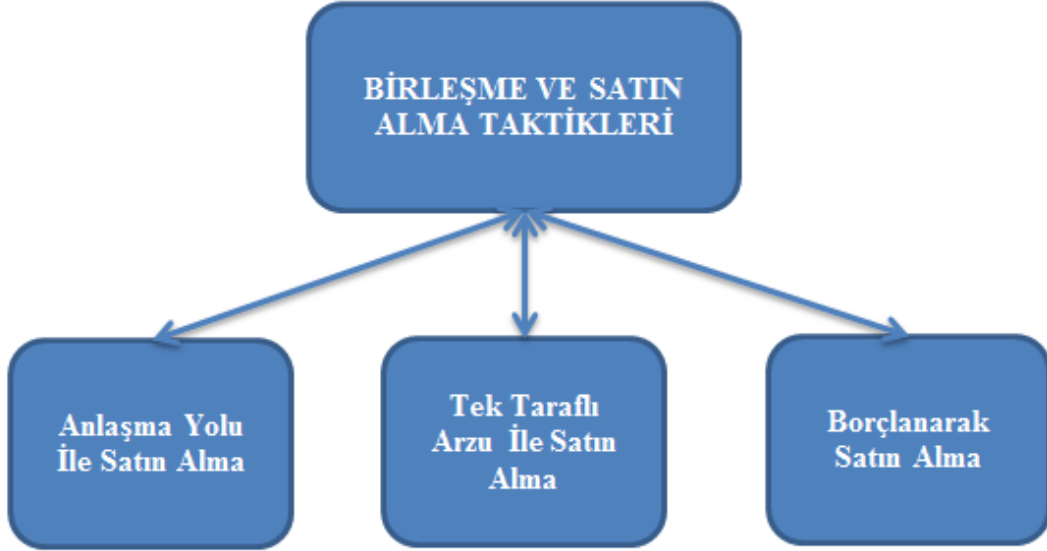 BİRLEŞME VE SATIN
ALMA TAKTİKLERİ
Anlaşma Yolu
İle Satın Alma
Tek Taraflı
Arzu İle Satın
Alma
Borçlanarak
Satın Alma